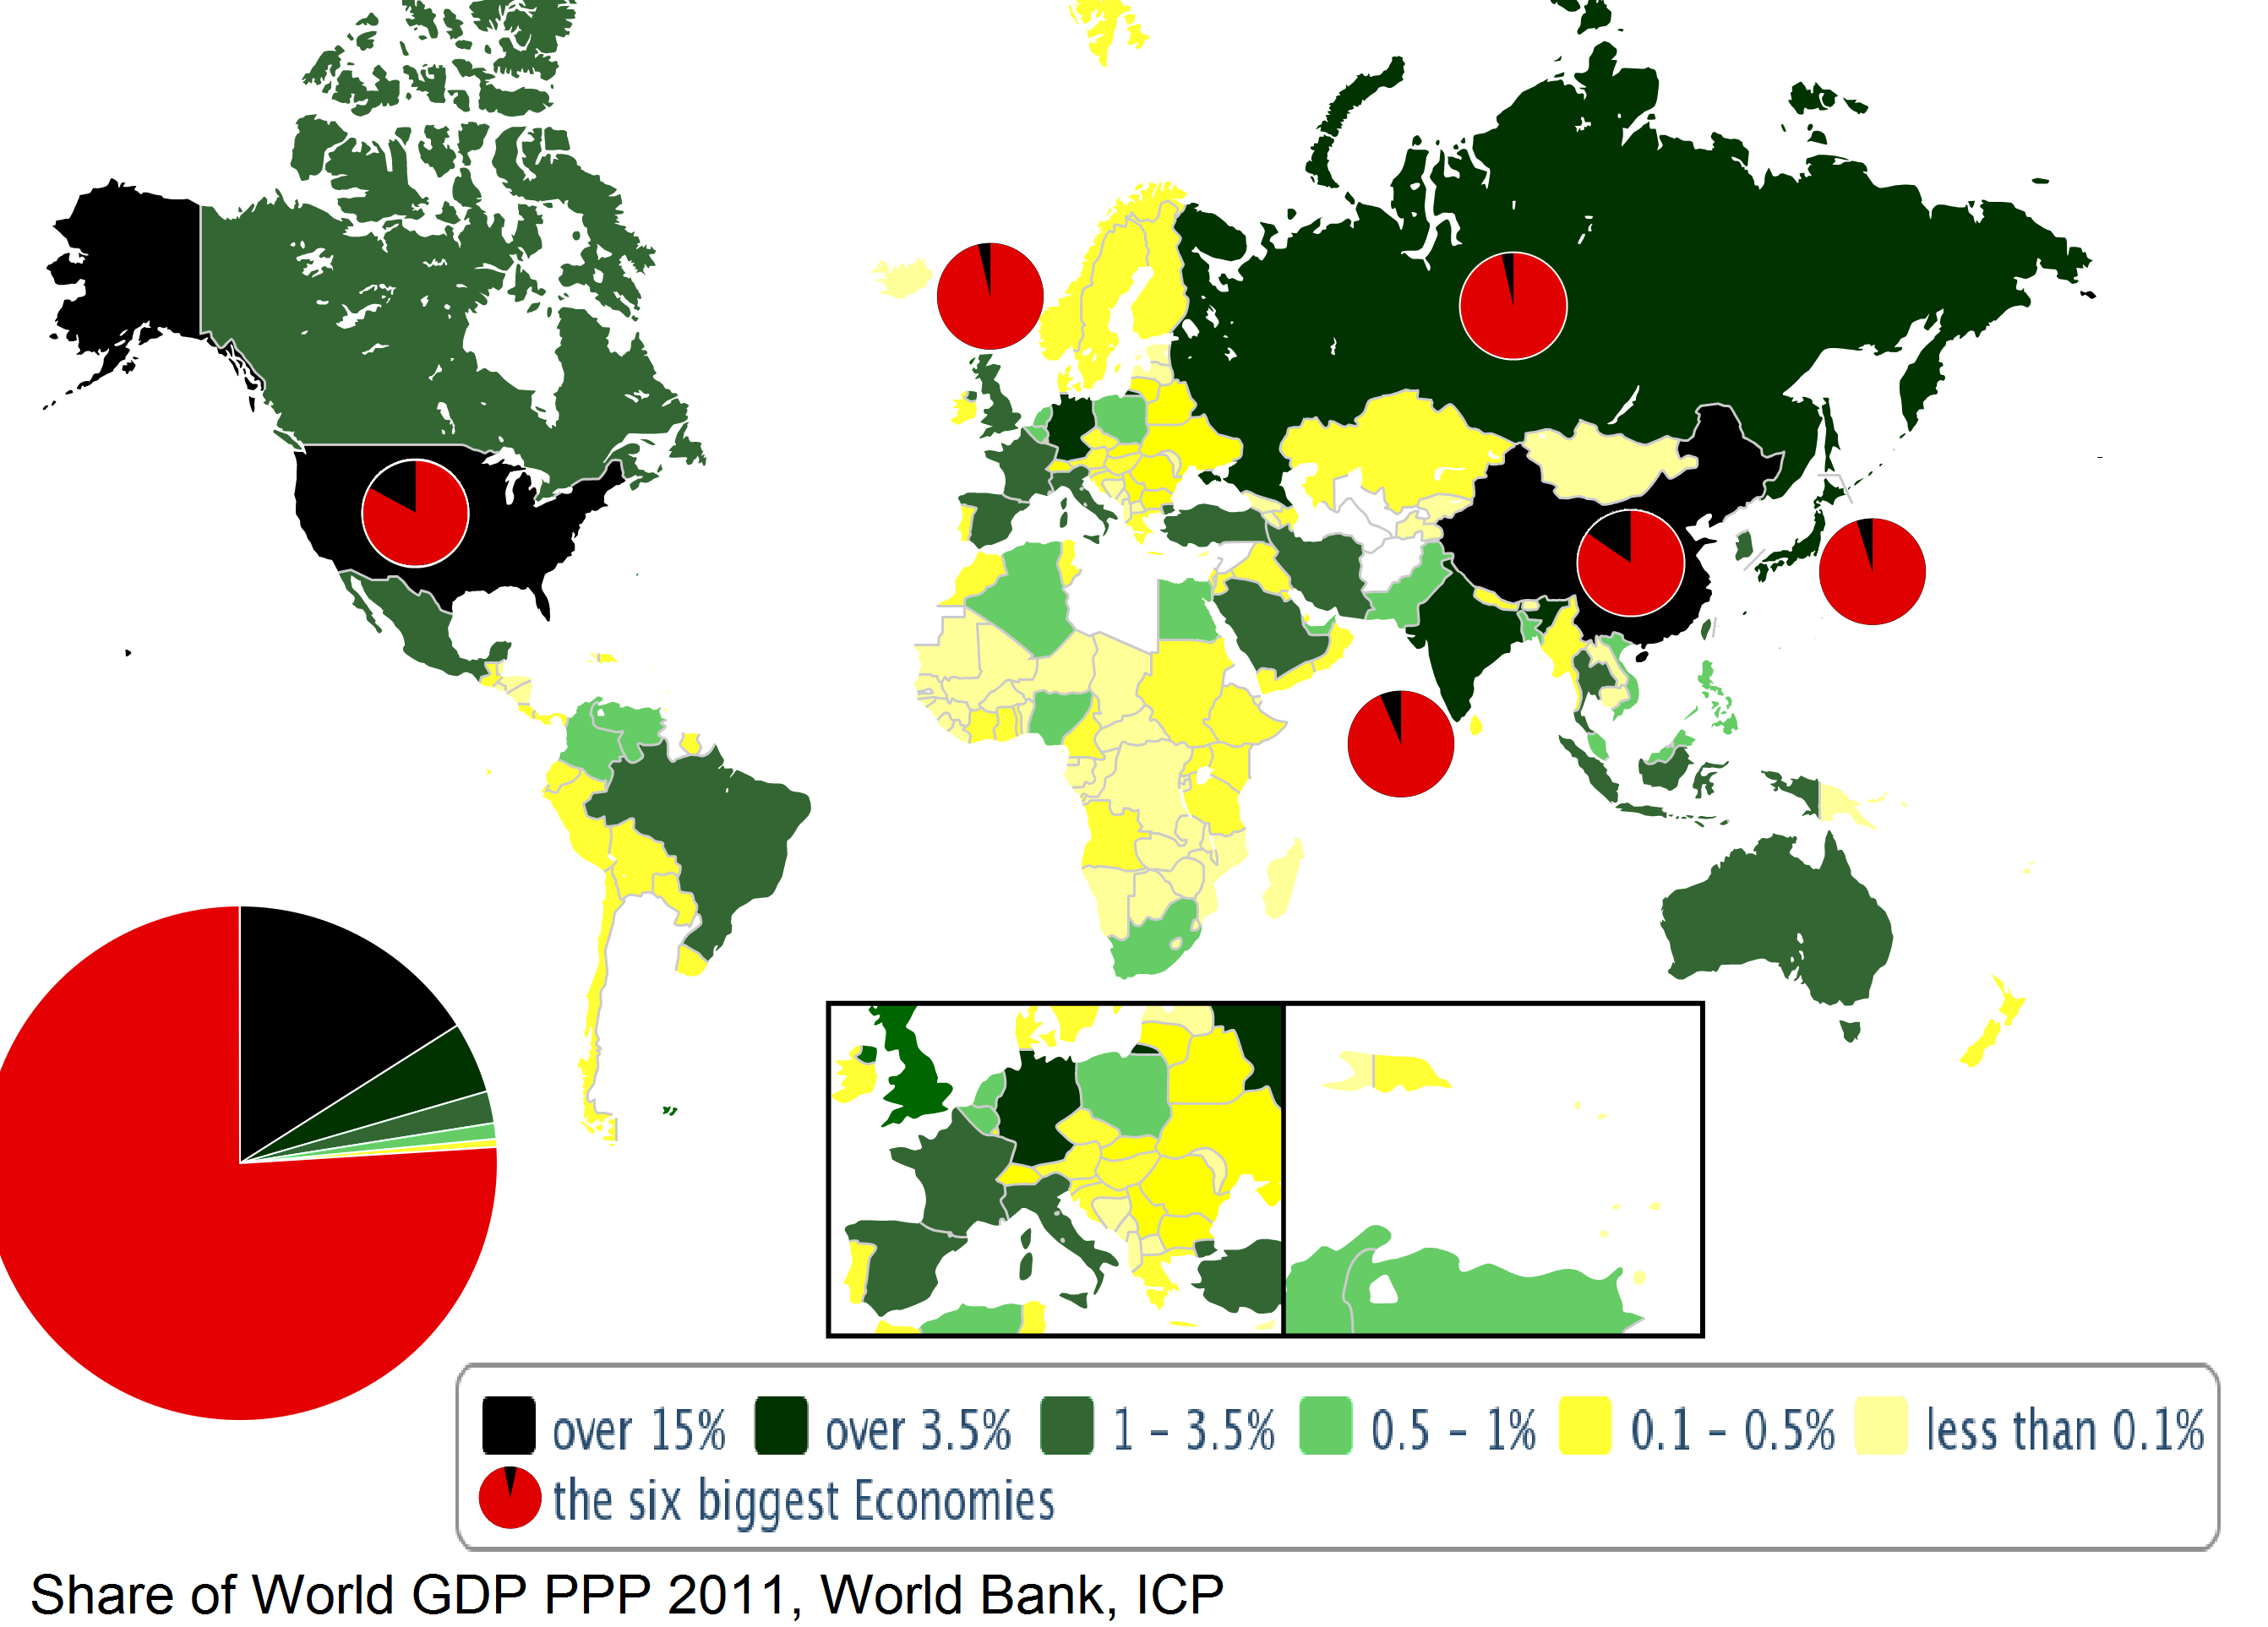 over 15% over 3.5% 1 – 3.5% 0.5 – 1% 0.1 – 0.5% less than 0.1%
the six biggest Economies
Share of World GDP PPP 2011, World Bank, ICP